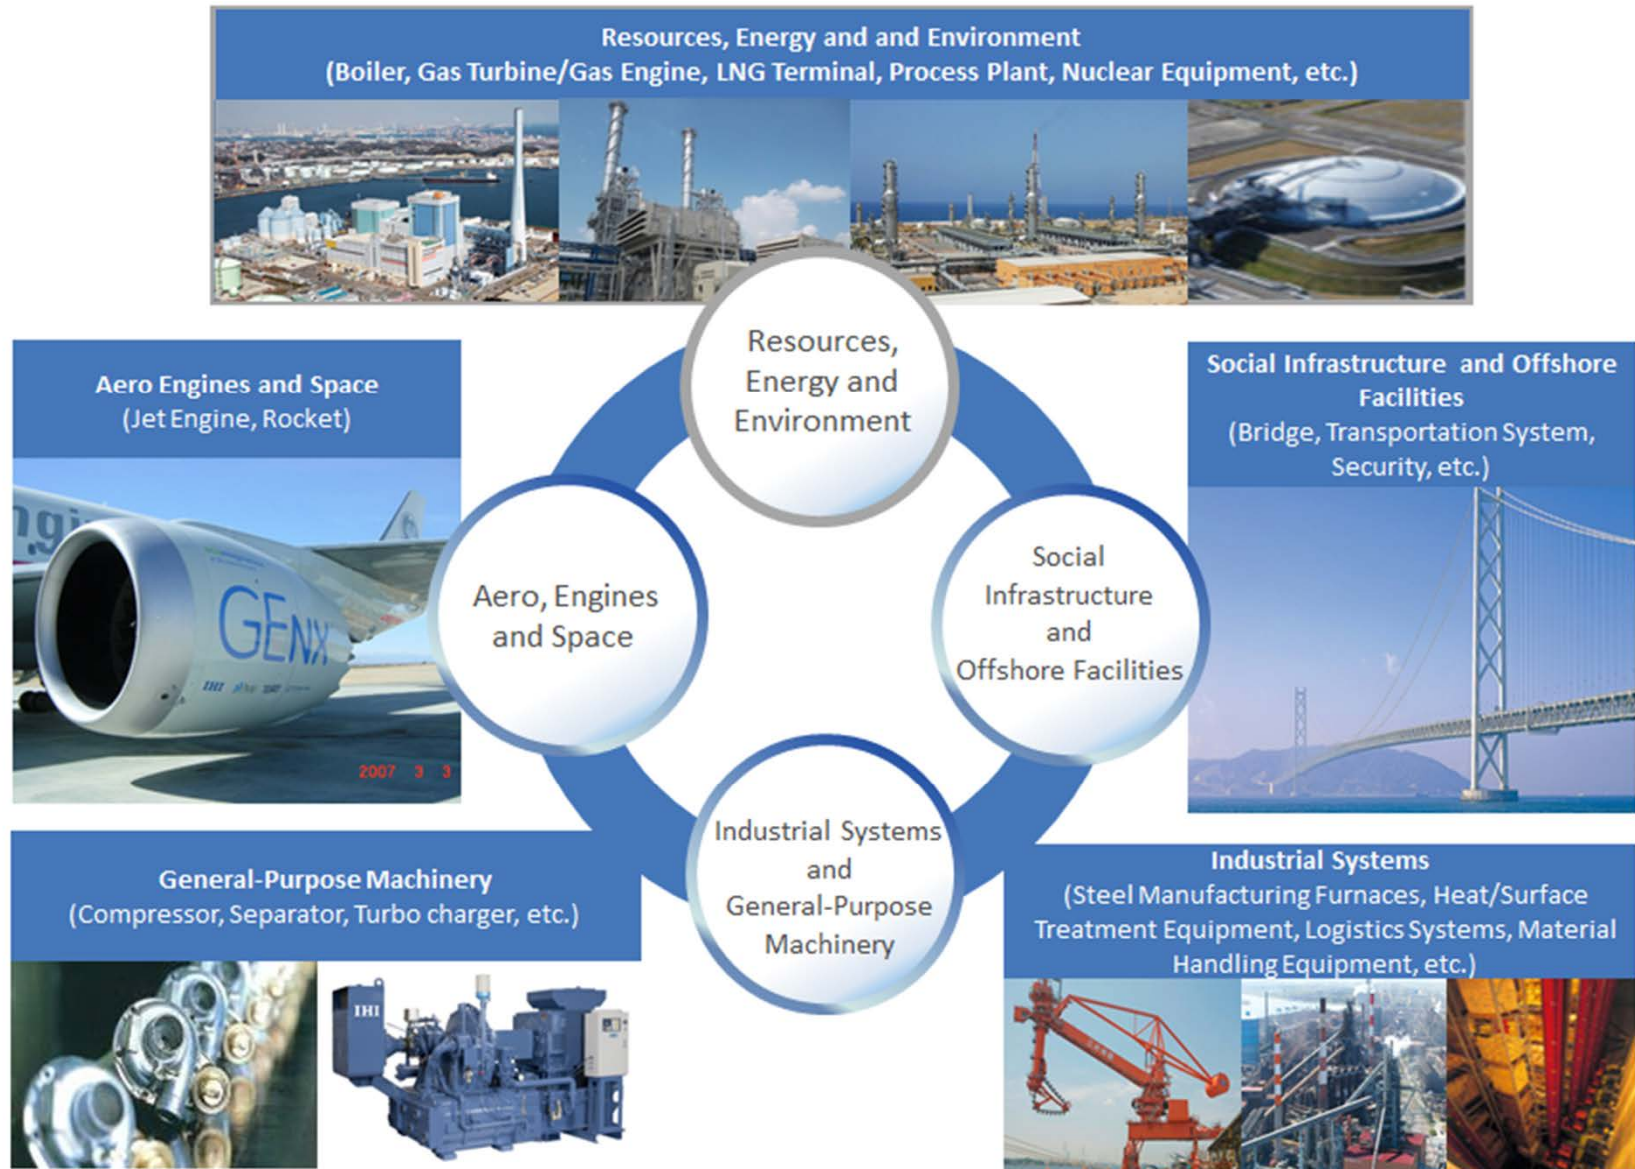 Resources, Energy and and Environment
(Boiler, Gas Turbine/Gas Engine, LNG Terminal, Process Plant, Nuclear Equipment, etc.)
Resources,
Energy and
Environment
Aero Engines and Space
(Jet Engine, Rocket)
GENX
IHI
2007 3 3
Aero, Engines
and Space
Social Infrastructure and Offshore
Facilities
(Bridge, Transportation System,
Security, etc.)
Social
Infrastructure
and
Offshore Facilities
Industrial Systems
and
General-Purpose
Machinery
General-Purpose Machinery
(Compressor, Separator, Turbo charger, etc.)
IHI
Industrial Systems
(Steel Manufacturing Furnaces, Heat/Surface
Treatment Equipment, Logistics Systems, Material
Handling Equipment, etc.)